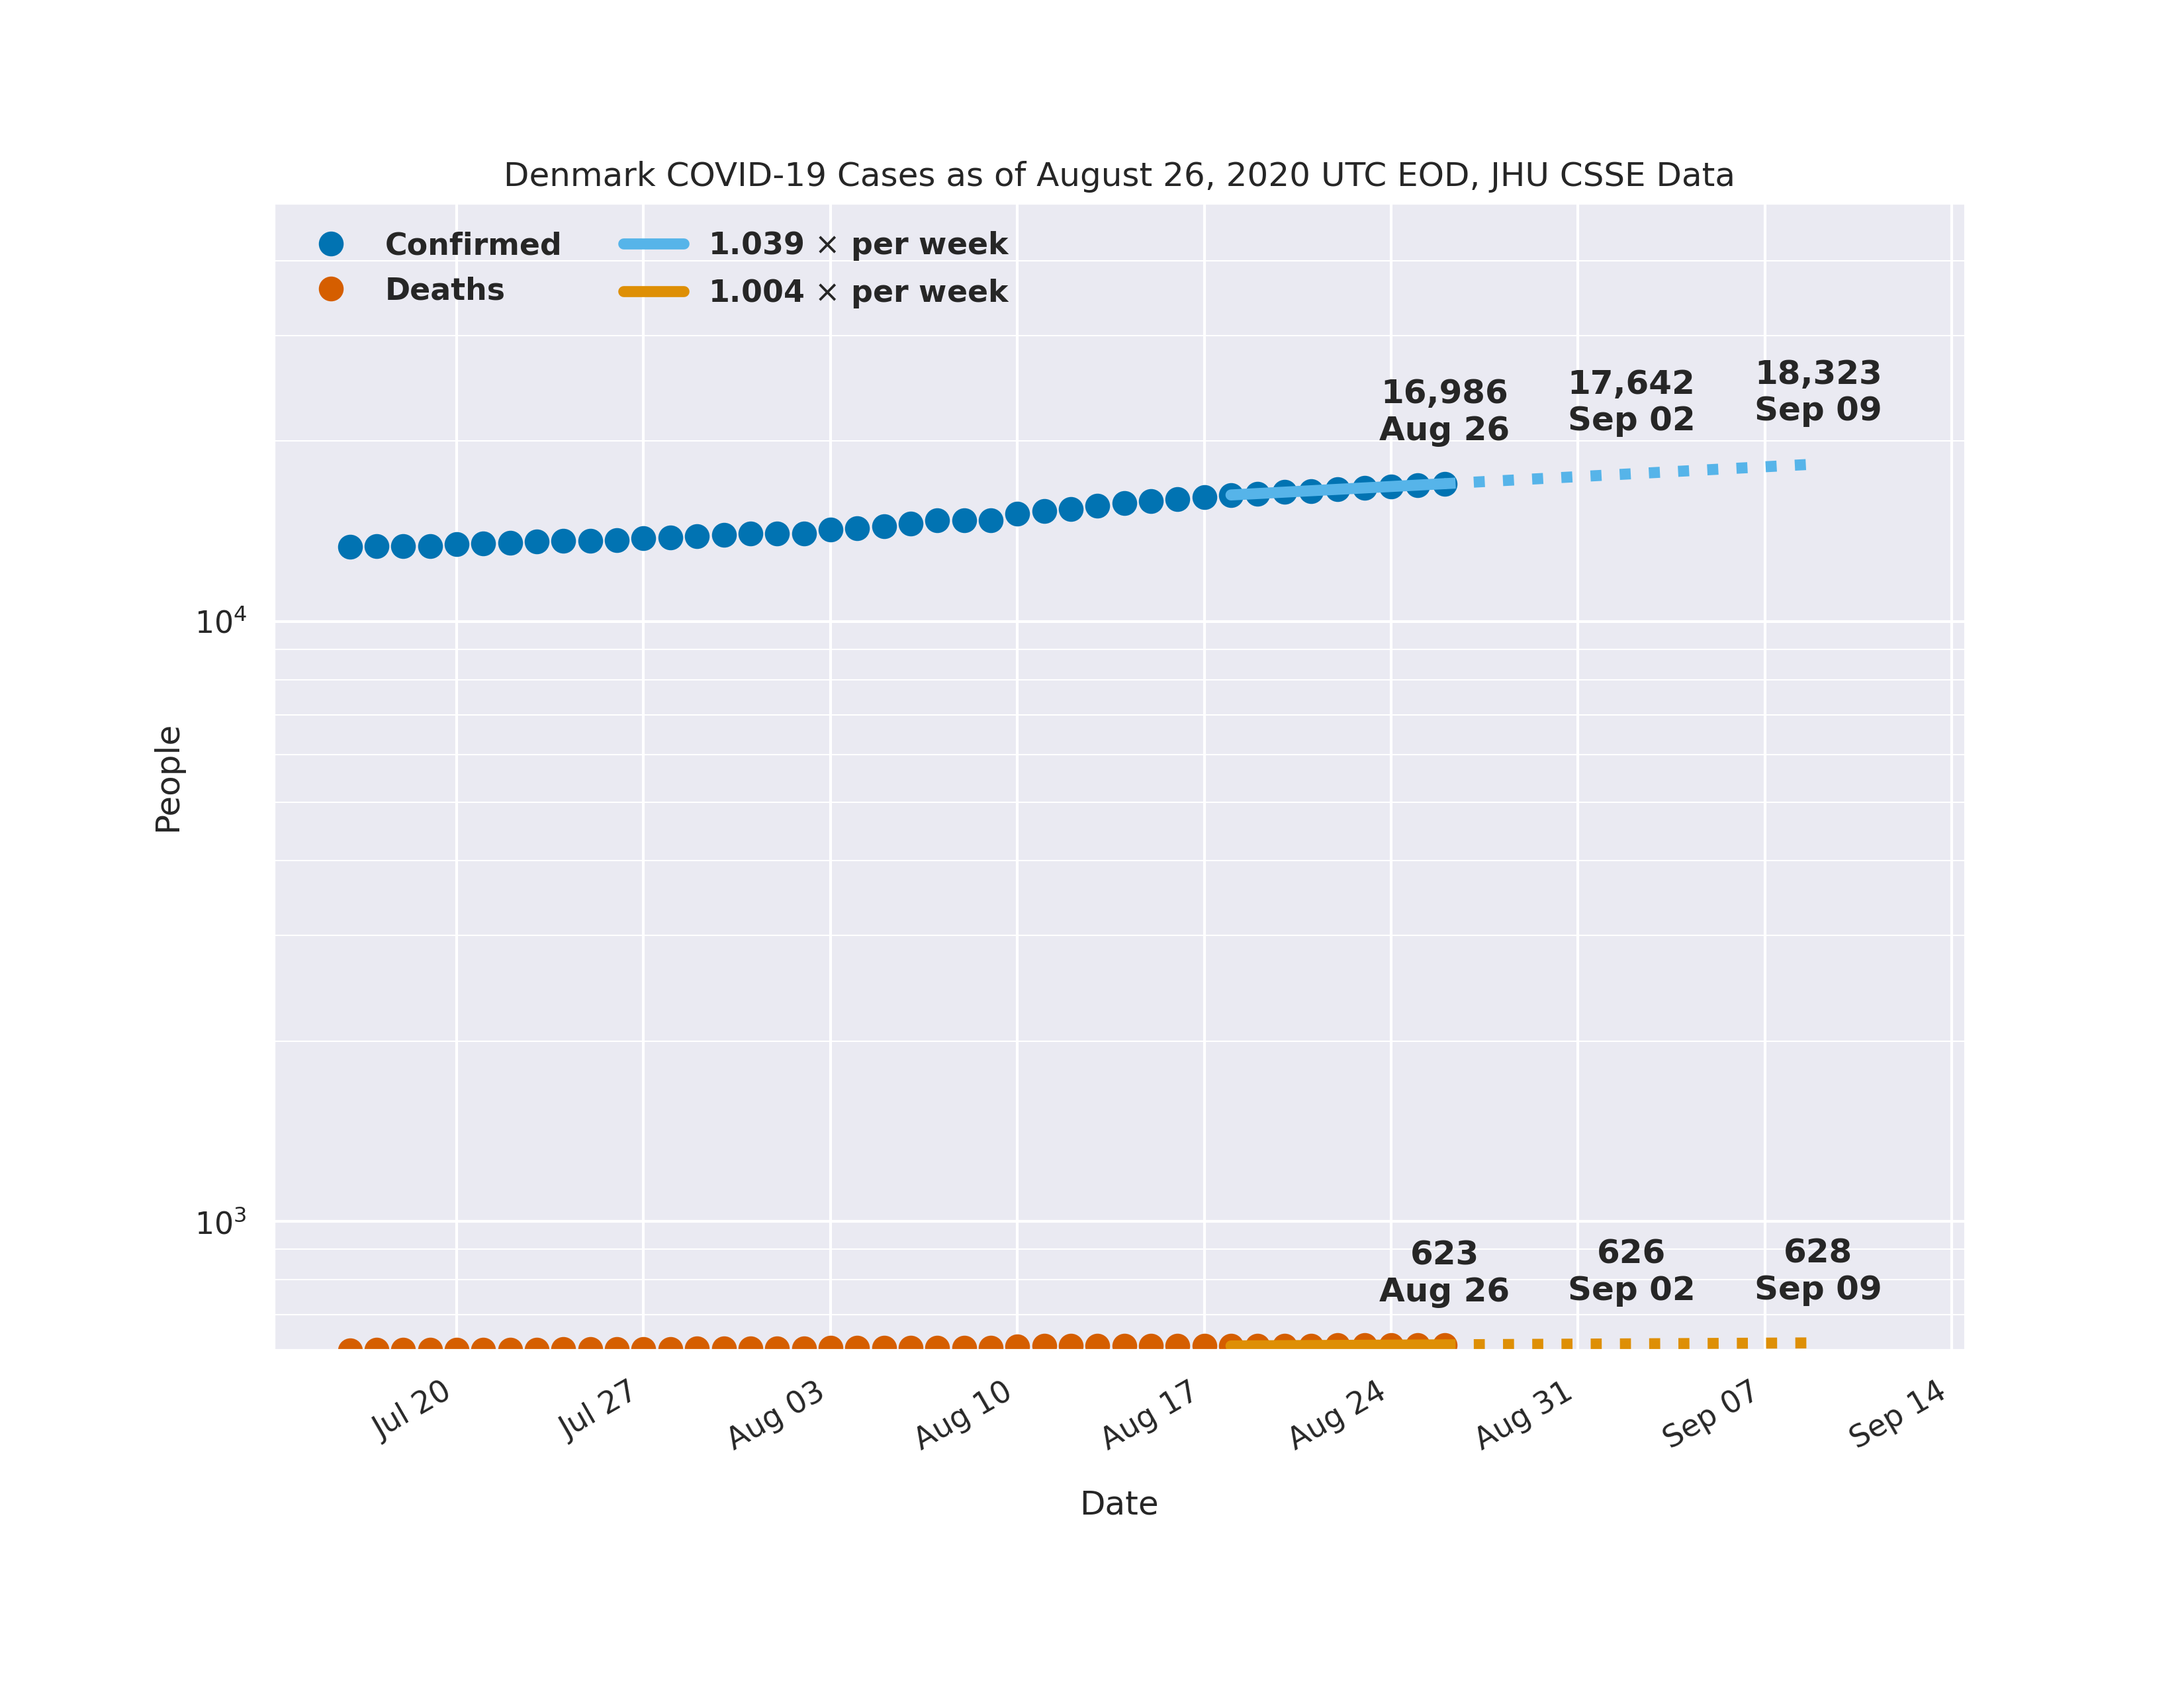 Denmark COVID-19 Cases as of August 26, 2020 UTC EOD, JHU CSSE Data
Confirmed
Deaths
1.039 × per week
1.004 × per week
16,986
Aug 26
17,642
Sep 02
18,323
Sep 09
10⁴
People
10³
623
Aug 26
626
Sep 02
628
Sep 09
Jul 20
Jul 27
Aug 03
Aug 10
Aug 17
Aug 24
Aug 31
Sep 07
Sep 14
Date